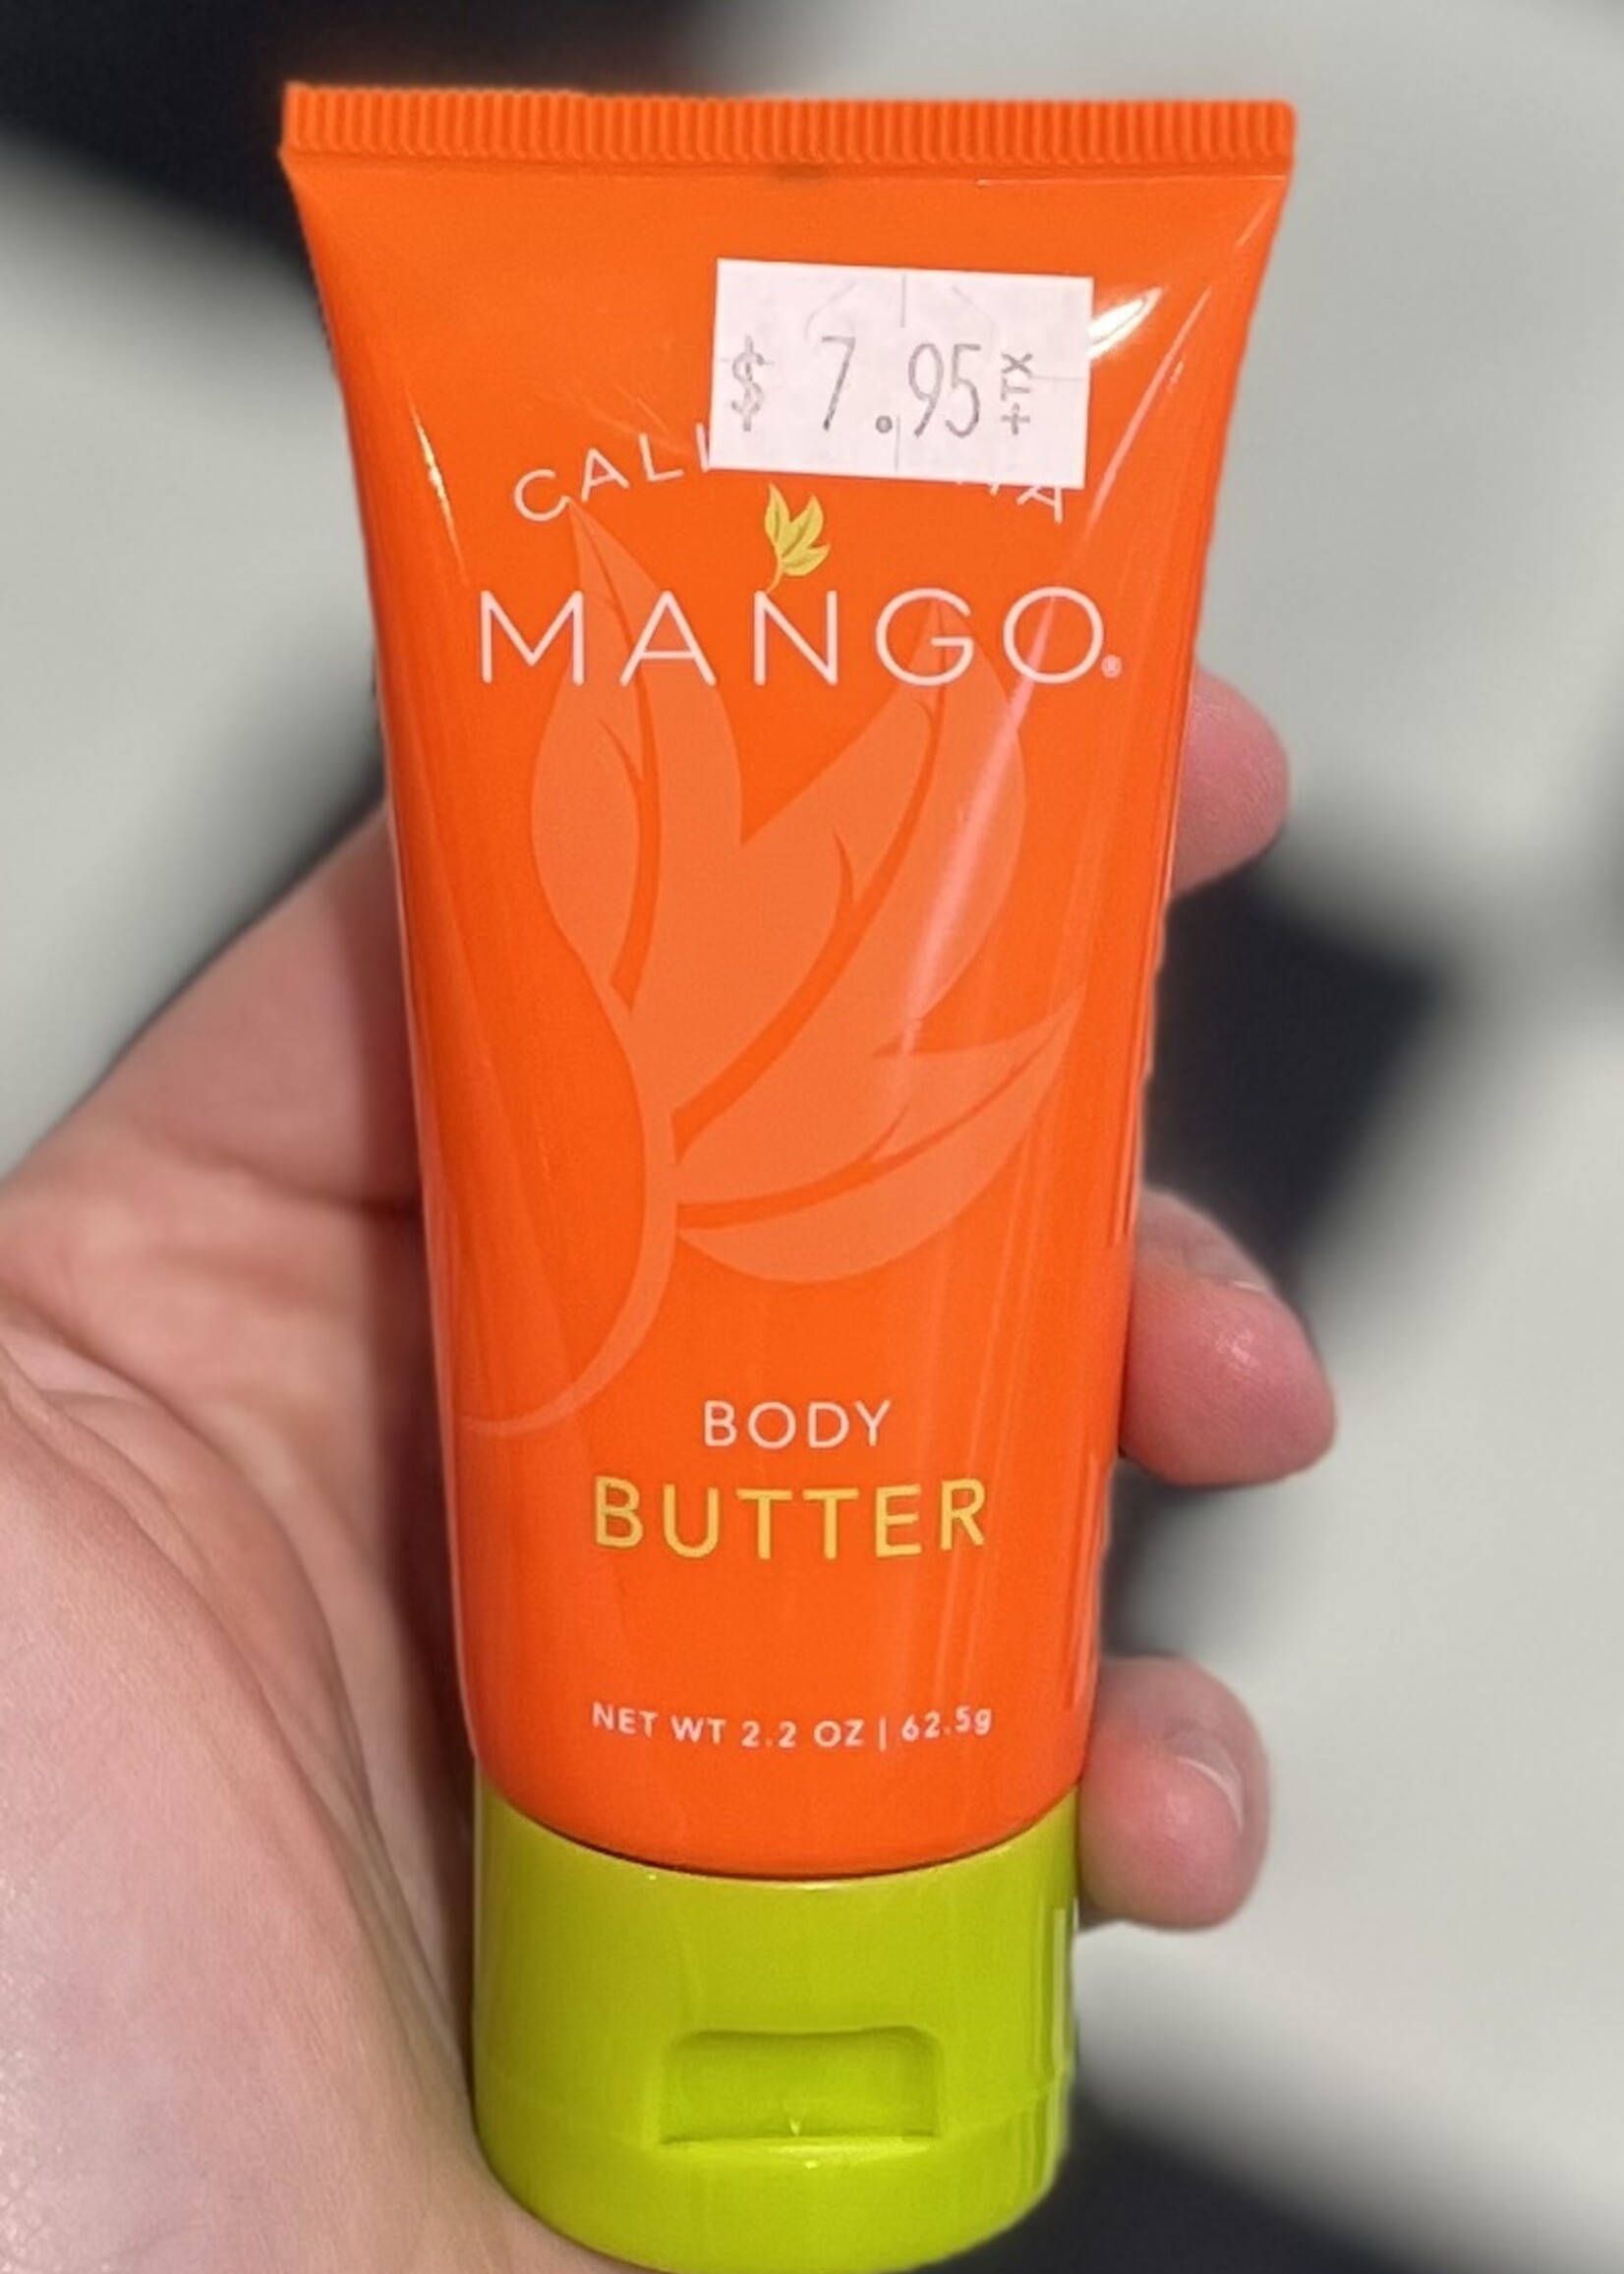 $ 7.95 +TX
MANGO®
BODY
BUTTER
NET WT 2.2 OZ | 62.5g